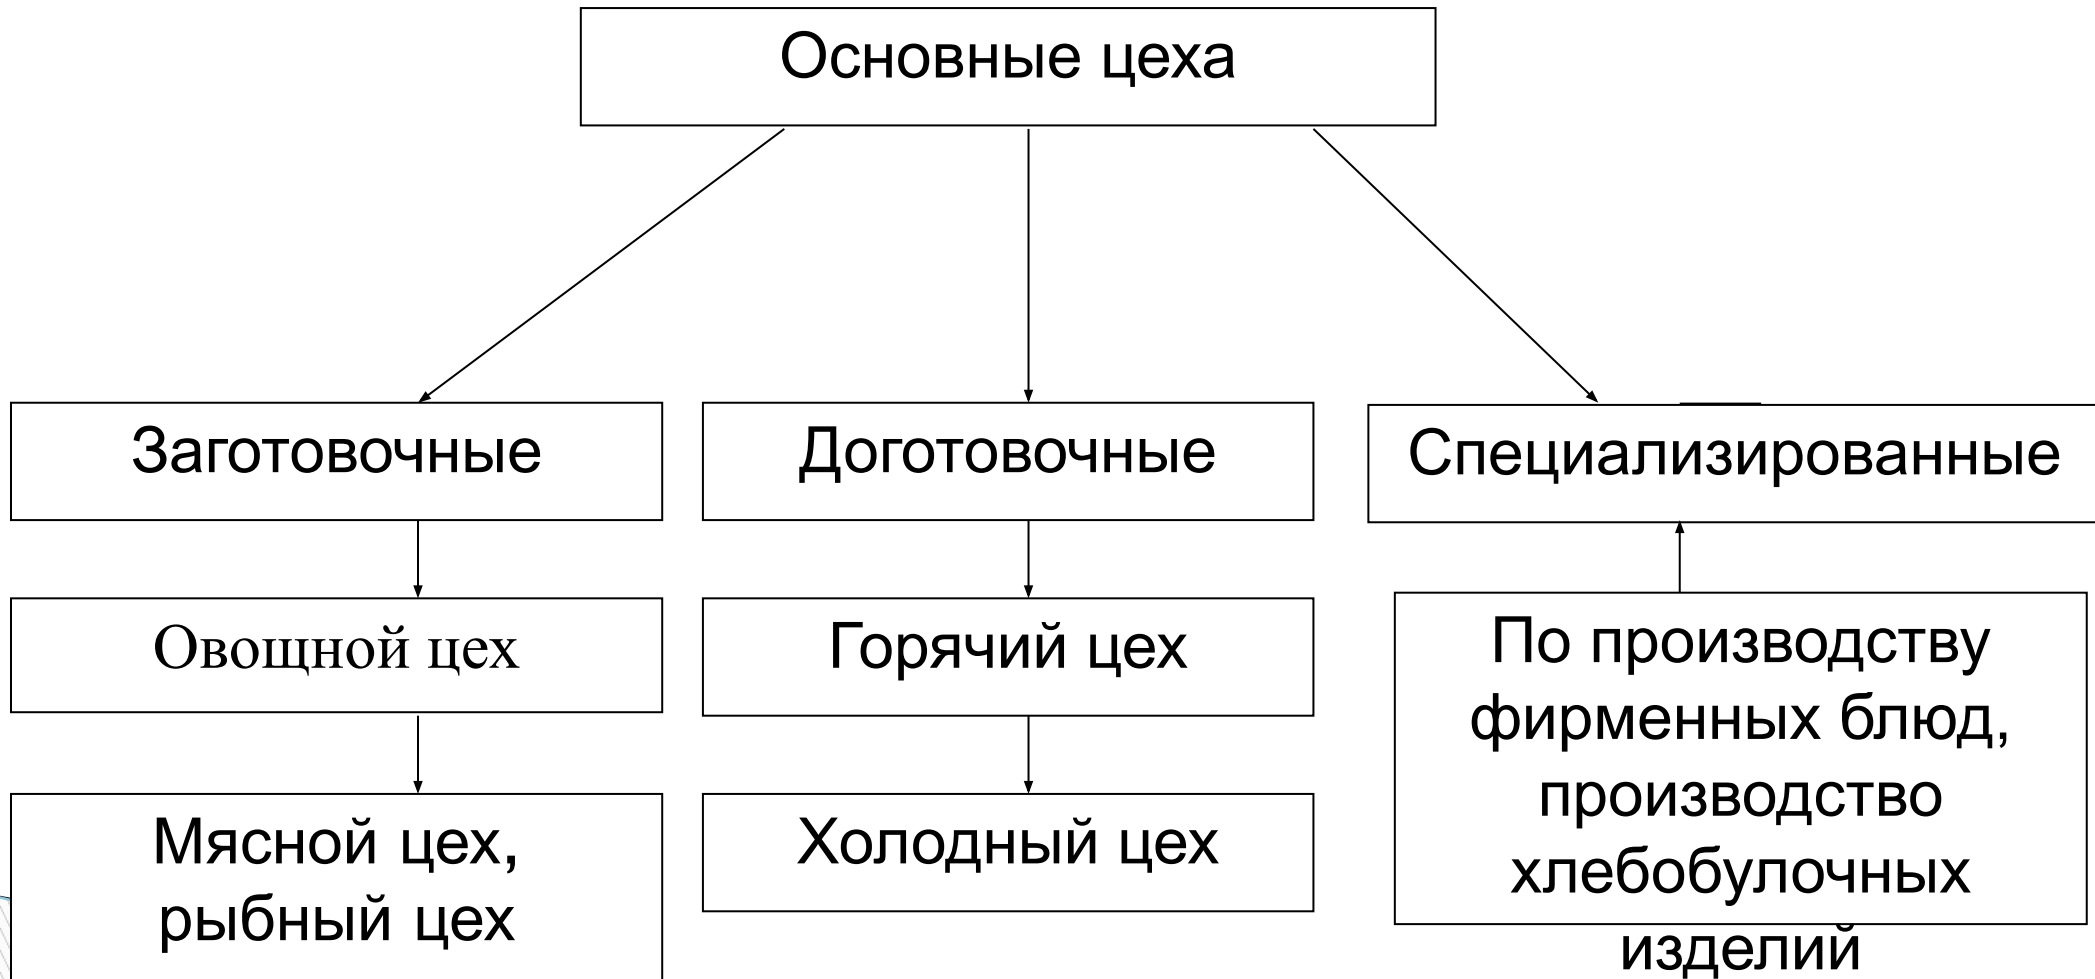 Основные цеха
Заготовочные
Доготовочные
Специализированные
Овощной цех
Горячий цех
По производству
фирменных блюд,
производство
хлебобулочных
изделий
Мясной цех,
рыбный цех
Холодный цех